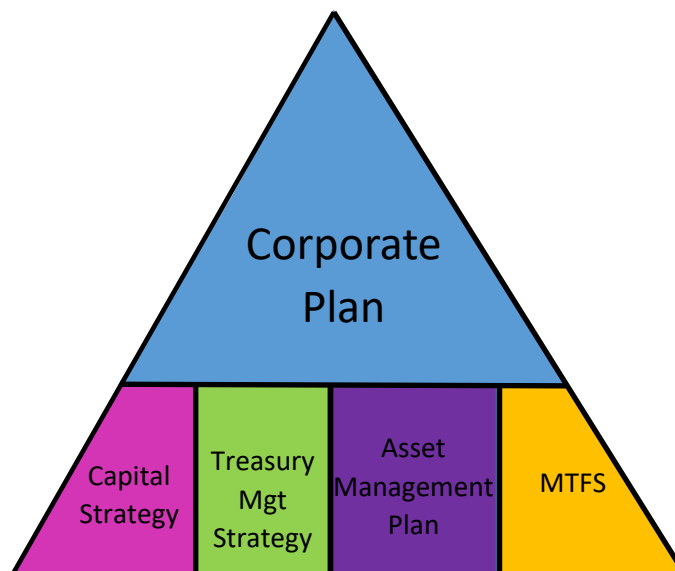 Corporate
Plan
Capital
Strategy
Treasury
Mgt
Strategy
Asset
Management
Plan
MTFS